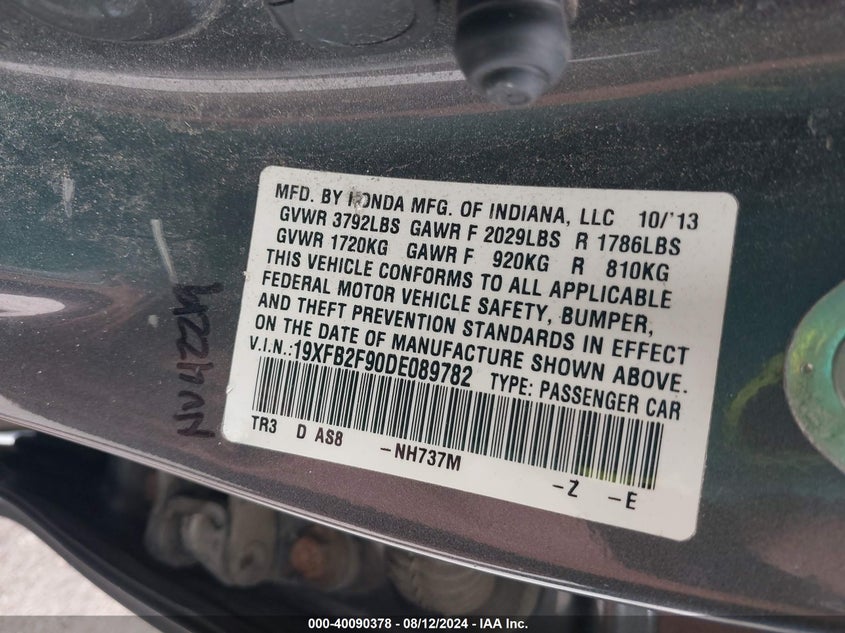 MFD. BY HONDA MFG. OF INDIANA, LLC 10/'13
GVWR 3792LBS GAWR F 2029LBS R 1786LBS
GVWR 1720KG GAWR F 920KG R 810KG
THIS VEHICLE CONFORMS TO ALL APPLICABLE
FEDERAL MOTOR VEHICLE SAFETY, BUMPER,
AND THEFT PREVENTION STANDARDS IN EFFECT
ON THE DATE OF MANUFACTURE SHOWN ABOVE.
V.I.N.:19XFB2F90DE089782 TYPE: PASSENGER CAR
TR3 D AS8 -NH737M
-Z -E
000-40090378 - 08/12/2024 - IAA Inc.